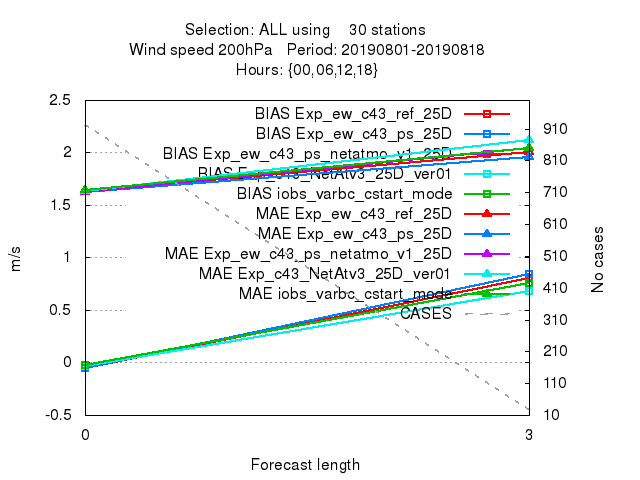 Selection: ALL using 30 stations
Wind speed 200hPa Period: 20190801-20190818
Hours: {00,06,12,18}
2.5
2
1.5
1
0.5
0
-0.5
m/s
BIAS Exp_ew_c43_ref_25D
BIAS Exp_ew_c43_ps_25D
BIAS Exp_ew_c43_ps_netatmo_v1_25D
BIAS Exp_c43_NetAtv3_25D_ver01
BIAS iobs_varbc_cstart_mode
MAE Exp_ew_c43_ref_25D
MAE Exp_ew_c43_ps_25D
MAE Exp_ew_c43_ps_netatmo_v1_25D
MAE Exp_c43_NetAtv3_25D_ver01
MAE iobs_varbc_cstart_mode
CASES
910
810
710
610
510
410
310
210
110
10
No cases
0
3
Forecast length